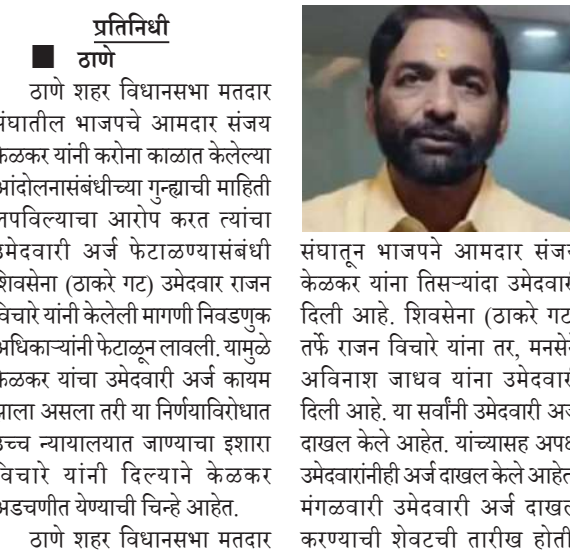 प्रतिनिधी
■ ठाणे
ठाणे शहर विधानसभा मतदार
संघातील भाजपचे आमदार संजय
केळकर यांनी करोना काळात केलेल्या
आंदोलनासंबंधीच्या गुन्ह्याची माहिती
लपविल्याचा आरोप करत त्यांचा
उमेदवारी अर्ज फेटाळण्यासंबंधी
शिवसेना (ठाकरे गट) उमेदवार राजन
विचारे यांनी केलेली मागणी निवडणुक
अधिकाऱ्यांनी फेटाळून लावली. यामुळे
केळकर यांचा उमेदवारी अर्ज कायम
झाला असला तरी या निर्णयाविरोधात
उच्च न्यायालयात जाण्याचा इशारा
विचारे यांनी दिल्याने केळकर
अडचणीत येण्याची चिन्हे आहेत.
ठाणे शहर विधानसभा मतदार
संघातून भाजपने आमदार संजय
केळकर यांना तिसऱ्यांदा उमेदवारी
दिली आहे. शिवसेना (ठाकरे गट)
तर्फे राजन विचारे यांना तर, मनसेने
अविनाश जाधव यांना उमेदवारी
दिली आहे. या सर्वांनी उमेदवारी अर्ज
दाखल केले आहेत. यांच्यासह अपक्ष
उमेदवारांनीही अर्ज दाखल केले आहेत.
मंगळवारी उमेदवारी अर्ज दाखल
करण्याची शेवटची तारीख होती.